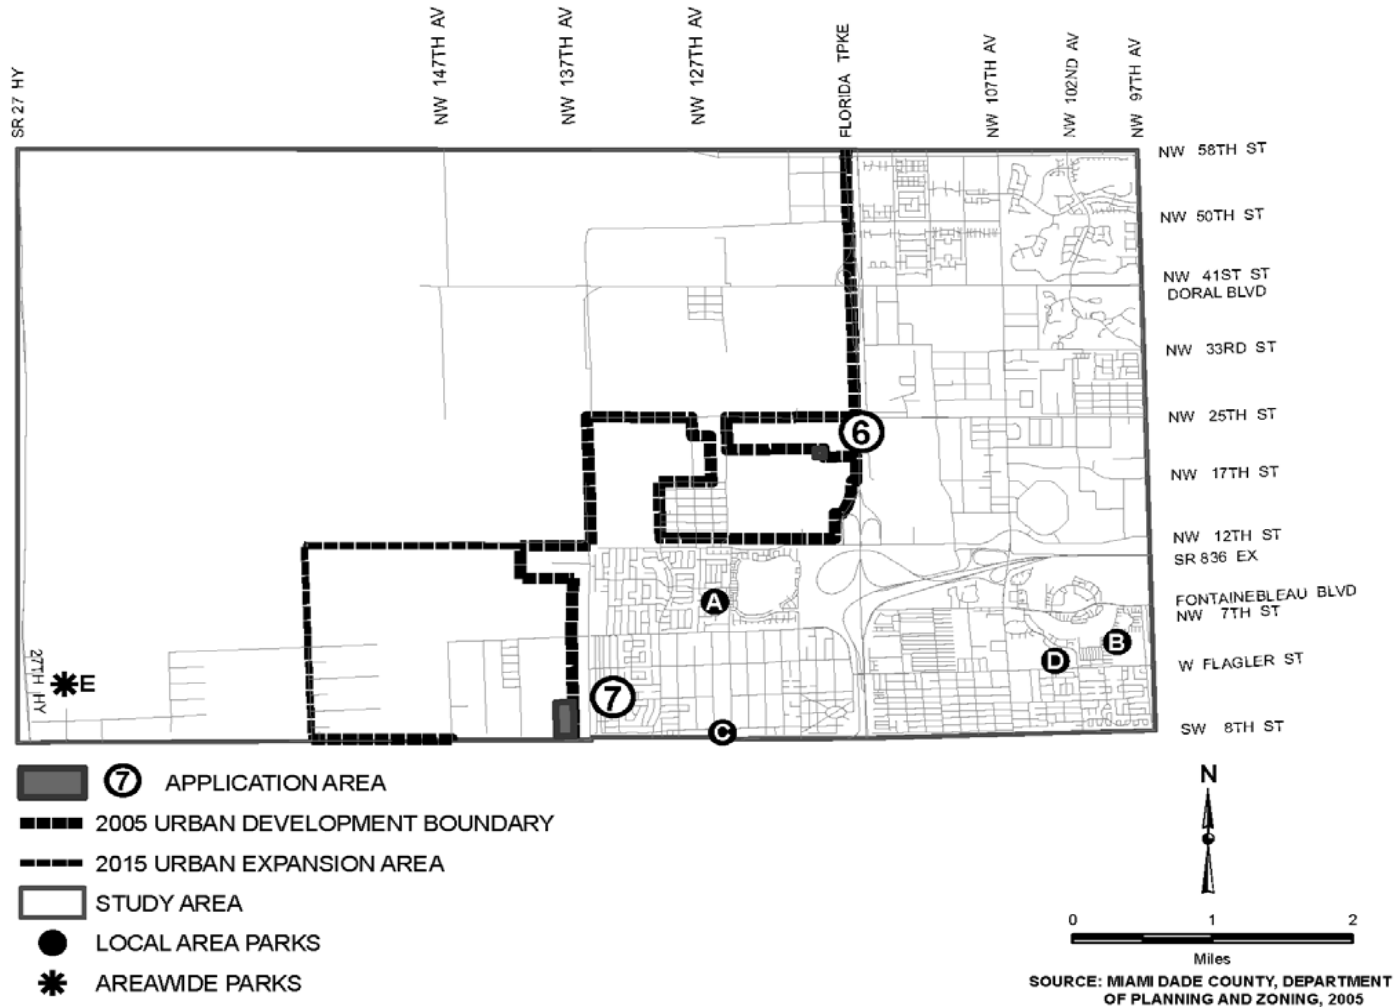 SR 27 HY
NW 147TH AV
NW 137TH AV
NW 127TH AV
FLORIDA TPKE
NW 107TH AV
NW 102ND AV
NW 97TH AV
NW 58TH ST
NW 50TH ST
NW 41ST ST
DORAL BLVD
NW 33RD ST
NW 25TH ST
6
NW 17TH ST
NW 12TH ST
SR 836 EX
FONTAINEBLEAU BLVD
NW 7TH ST
A
B
D
W FLAGLER ST
27TH HY
E
7
C
SW 8TH ST
7 APPLICATION AREA
2005 URBAN DEVELOPMENT BOUNDARY
2015 URBAN EXPANSION AREA
STUDY AREA
LOCAL AREA PARKS
AREAWIDE PARKS
N
0 1 2
Miles
SOURCE: MIAMI DADE COUNTY, DEPARTMENT
OF PLANNING AND ZONING, 2005